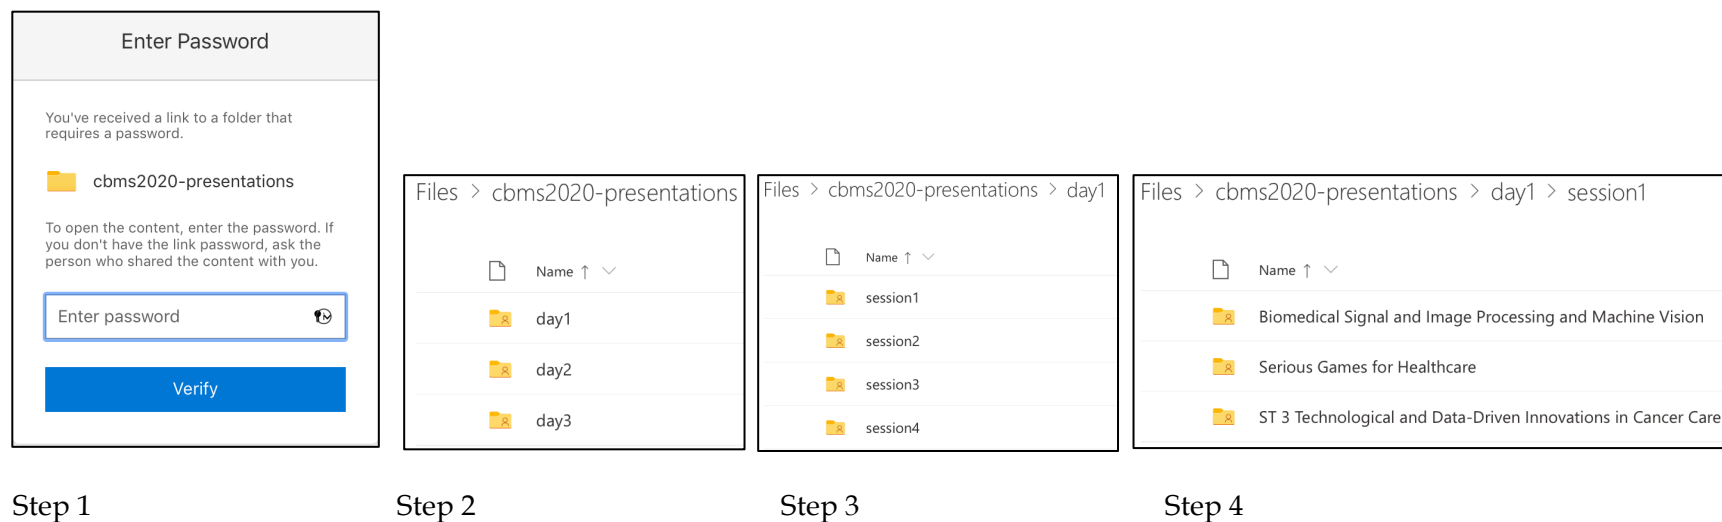 Enter Password
You've received a link to a folder that
requires a password.
cbms2020-presentations
To open the content, enter the password. If
you don't have the link password, ask the
person who shared the content with you.
Enter password
Verify
Files > cbms2020-presentations
Name ↑
day1
day2
day3
Files > cbms2020-presentations > day1
Name ↑
session1
session2
session3
session4
Files > cbms2020-presentations > day1 > session1
Name ↑
Biomedical Signal and Image Processing and Machine Vision
Serious Games for Healthcare
ST 3 Technological and Data-Driven Innovations in Cancer Care
Step 1
Step 2
Step 3
Step 4